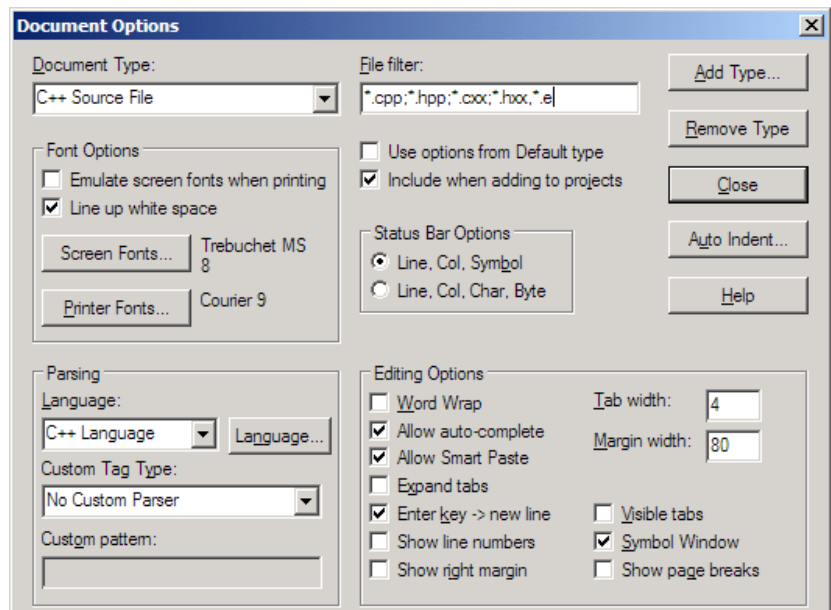 Document Options
Document Type:
C++ Source File
File filter:
*.cpp;*.hpp;*.cxx;*.hxx,*.e
Add Type...
Remove Type
Close
Auto Indent...
Help
Font Options
Emulate screen fonts when printing
Line up white space
Screen Fonts...
Trebuchet MS
8
Printer Fonts...
Courier 9
Use options from Default type
Include when adding to projects
Status Bar Options
Line, Col, Symbol
Line, Col, Char, Byte
Parsing
Language:
C++ Language
Language...
Custom Tag Type:
No Custom Parser
Custom pattern:
Editing Options
Word Wrap
Allow auto-complete
Allow Smart Paste
Expand tabs
Enter key -> new line
Show line numbers
Show right margin
Tab width:
4
Margin width:
80
Visible tabs
Symbol Window
Show page breaks